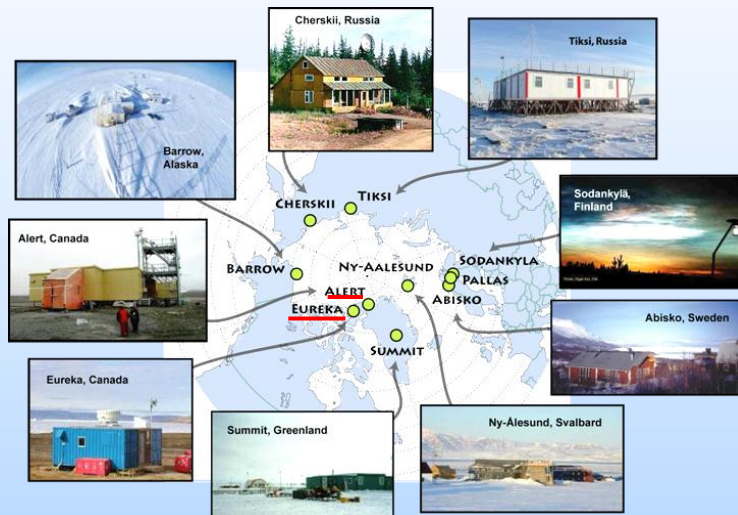 Cherskii, Russia
Tiksi, Russia
Barrow,
Alaska
Sodankylä,
Finland
Alert, Canada
CHERSKII
TIKSI
BARROW
NY-AALESUND
SODANKYLA
PALLAS
ABISKO
ALERT
EUREKA
SUMMIT
Abisko, Sweden
Eureka, Canada
Summit, Greenland
Ny-Ålesund, Svalbard